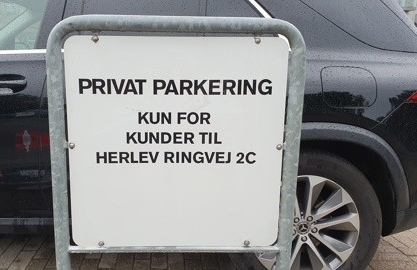 PRIVAT PARKERING
KUN FOR
KUNDER TIL
HERLEV RINGVEJ 2C